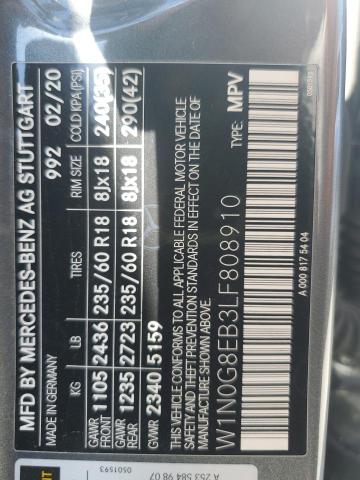 MFD BY MERCEDES-BENZ AG STUTTGART
MADE IN GERMANY 992 02/20
KG LB TIRES RIM SIZE COLD KPA/(PSI)
GAWR FRONT 1105 2436 235/60 R18 8Jx18 240(35)
GAWR REAR 1235 2723 235/60 R18 8Jx18 290(42)
GVWR 2340 5159
THIS VEHICLE CONFORMS TO ALL APPLICABLE FEDERAL MOTOR VEHICLE
SAFETY AND THEFT PREVENTION STANDARDS IN EFFECT ON THE DATE OF
MANUFACTURE SHOWN ABOVE.
W1N0G8EB3LF808910 TYPE: MPV
A 000 817 54 04
0501593
A 253 584 98 07
0501593